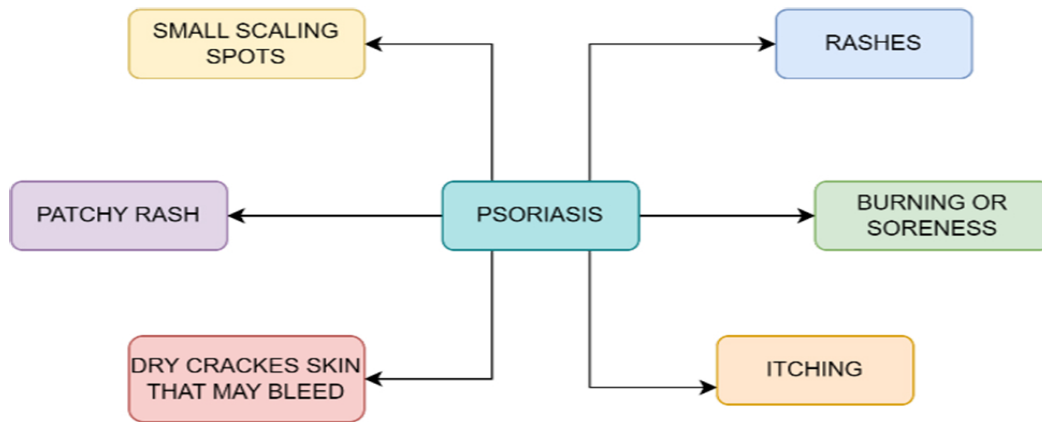 SMALL SCALING
SPOTS
RASHES
PATCHY RASH
PSORIASIS
BURNING OR
SORENESS
DRY CRACKES SKIN
THAT MAY BLEED
ITCHING